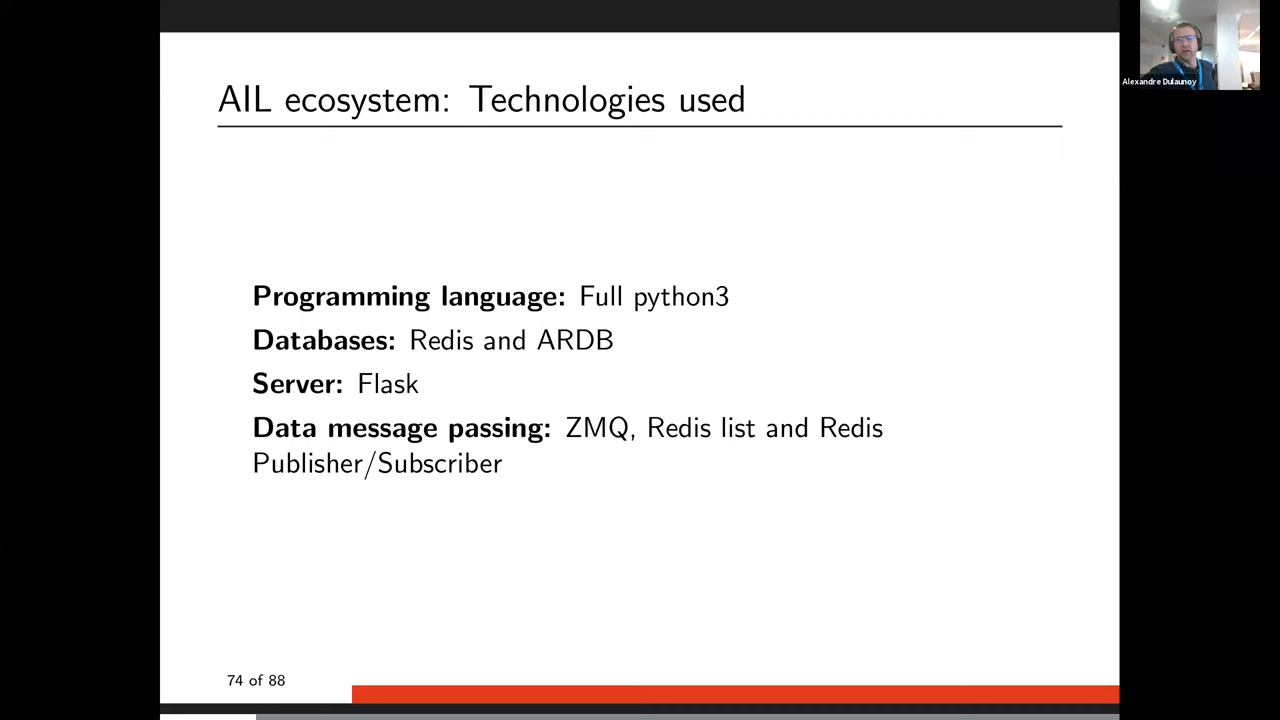 Alexandre Dulaunoy
AIL ecosystem: Technologies used
Programming language: Full python3
Databases: Redis and ARDB
Server: Flask
Data message passing: ZMQ, Redis list and Redis
Publisher/Subscriber
74 of 88